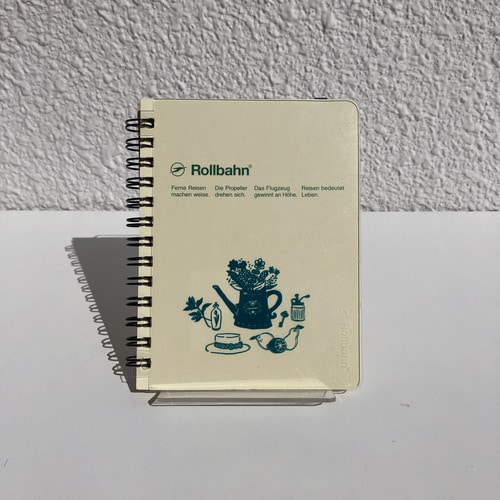 Rollbahn®
Ferne Reisen Die Propeller Das Flugzeug Reisen bedeutet
machen weise. drehen sich. gewinnt an Höhe. Leben.